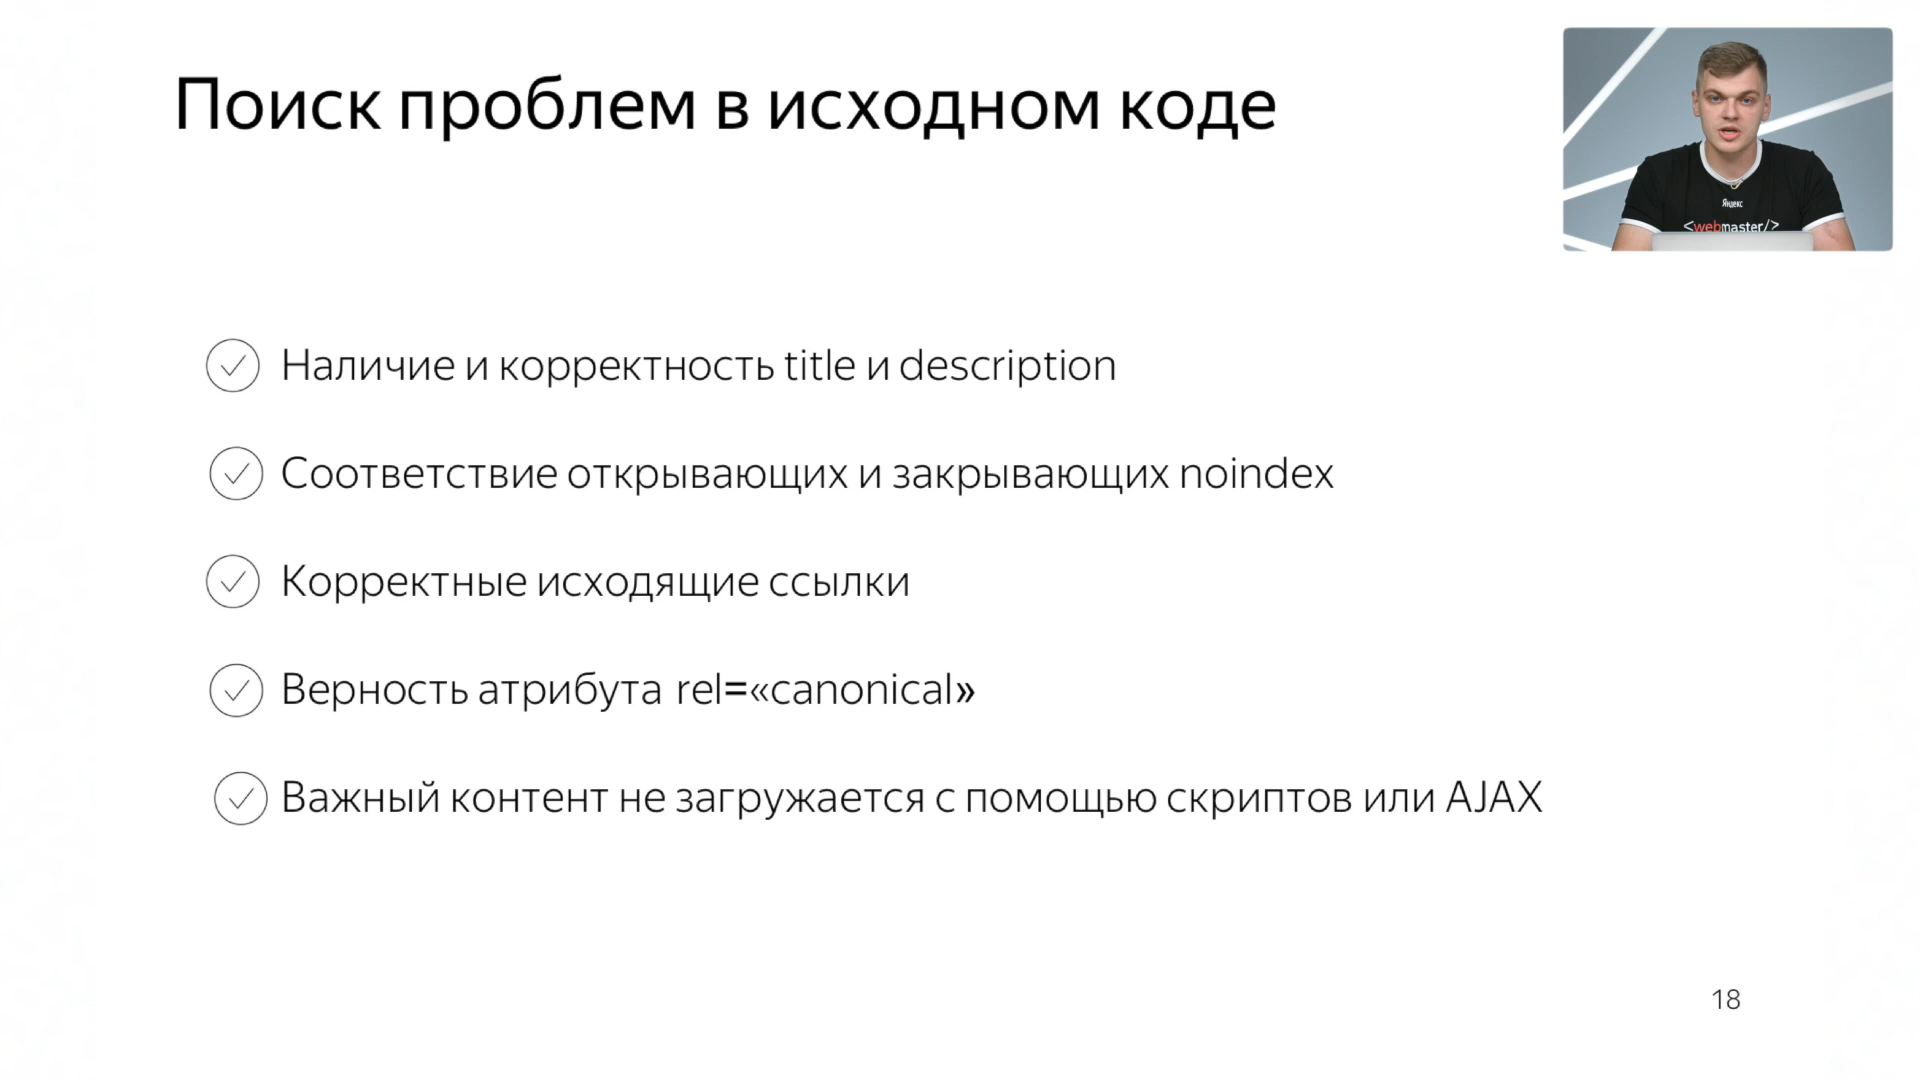 Поиск проблем в исходном коде
Яндекс
<webmaster/>
Наличие и корректность title и description
Соответствие открывающих и закрывающих noindex
Корректные исходящие ссылки
Верность атрибута rel=«canonical»
Важный контент не загружается с помощью скриптов или AJAX
18